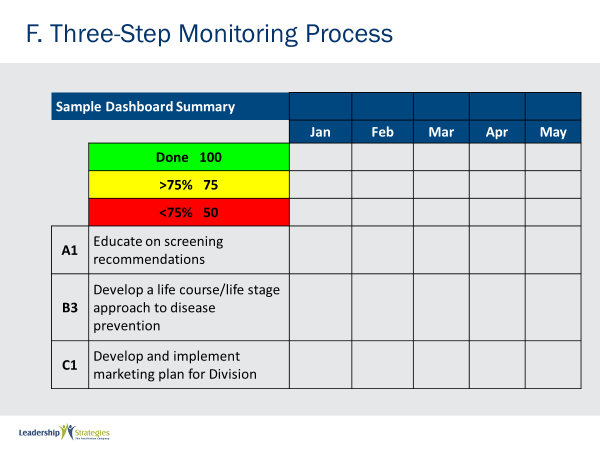 F. Three-Step Monitoring Process
Sample Dashboard Summary
Jan Feb Mar Apr May
Done 100
>75% 75
<75% 50
A1 Educate on screening
recommendations
B3 Develop a life course/life stage
approach to disease
prevention
C1 Develop and implement
marketing plan for Division
Leadership Strategies
The Facilitation Company